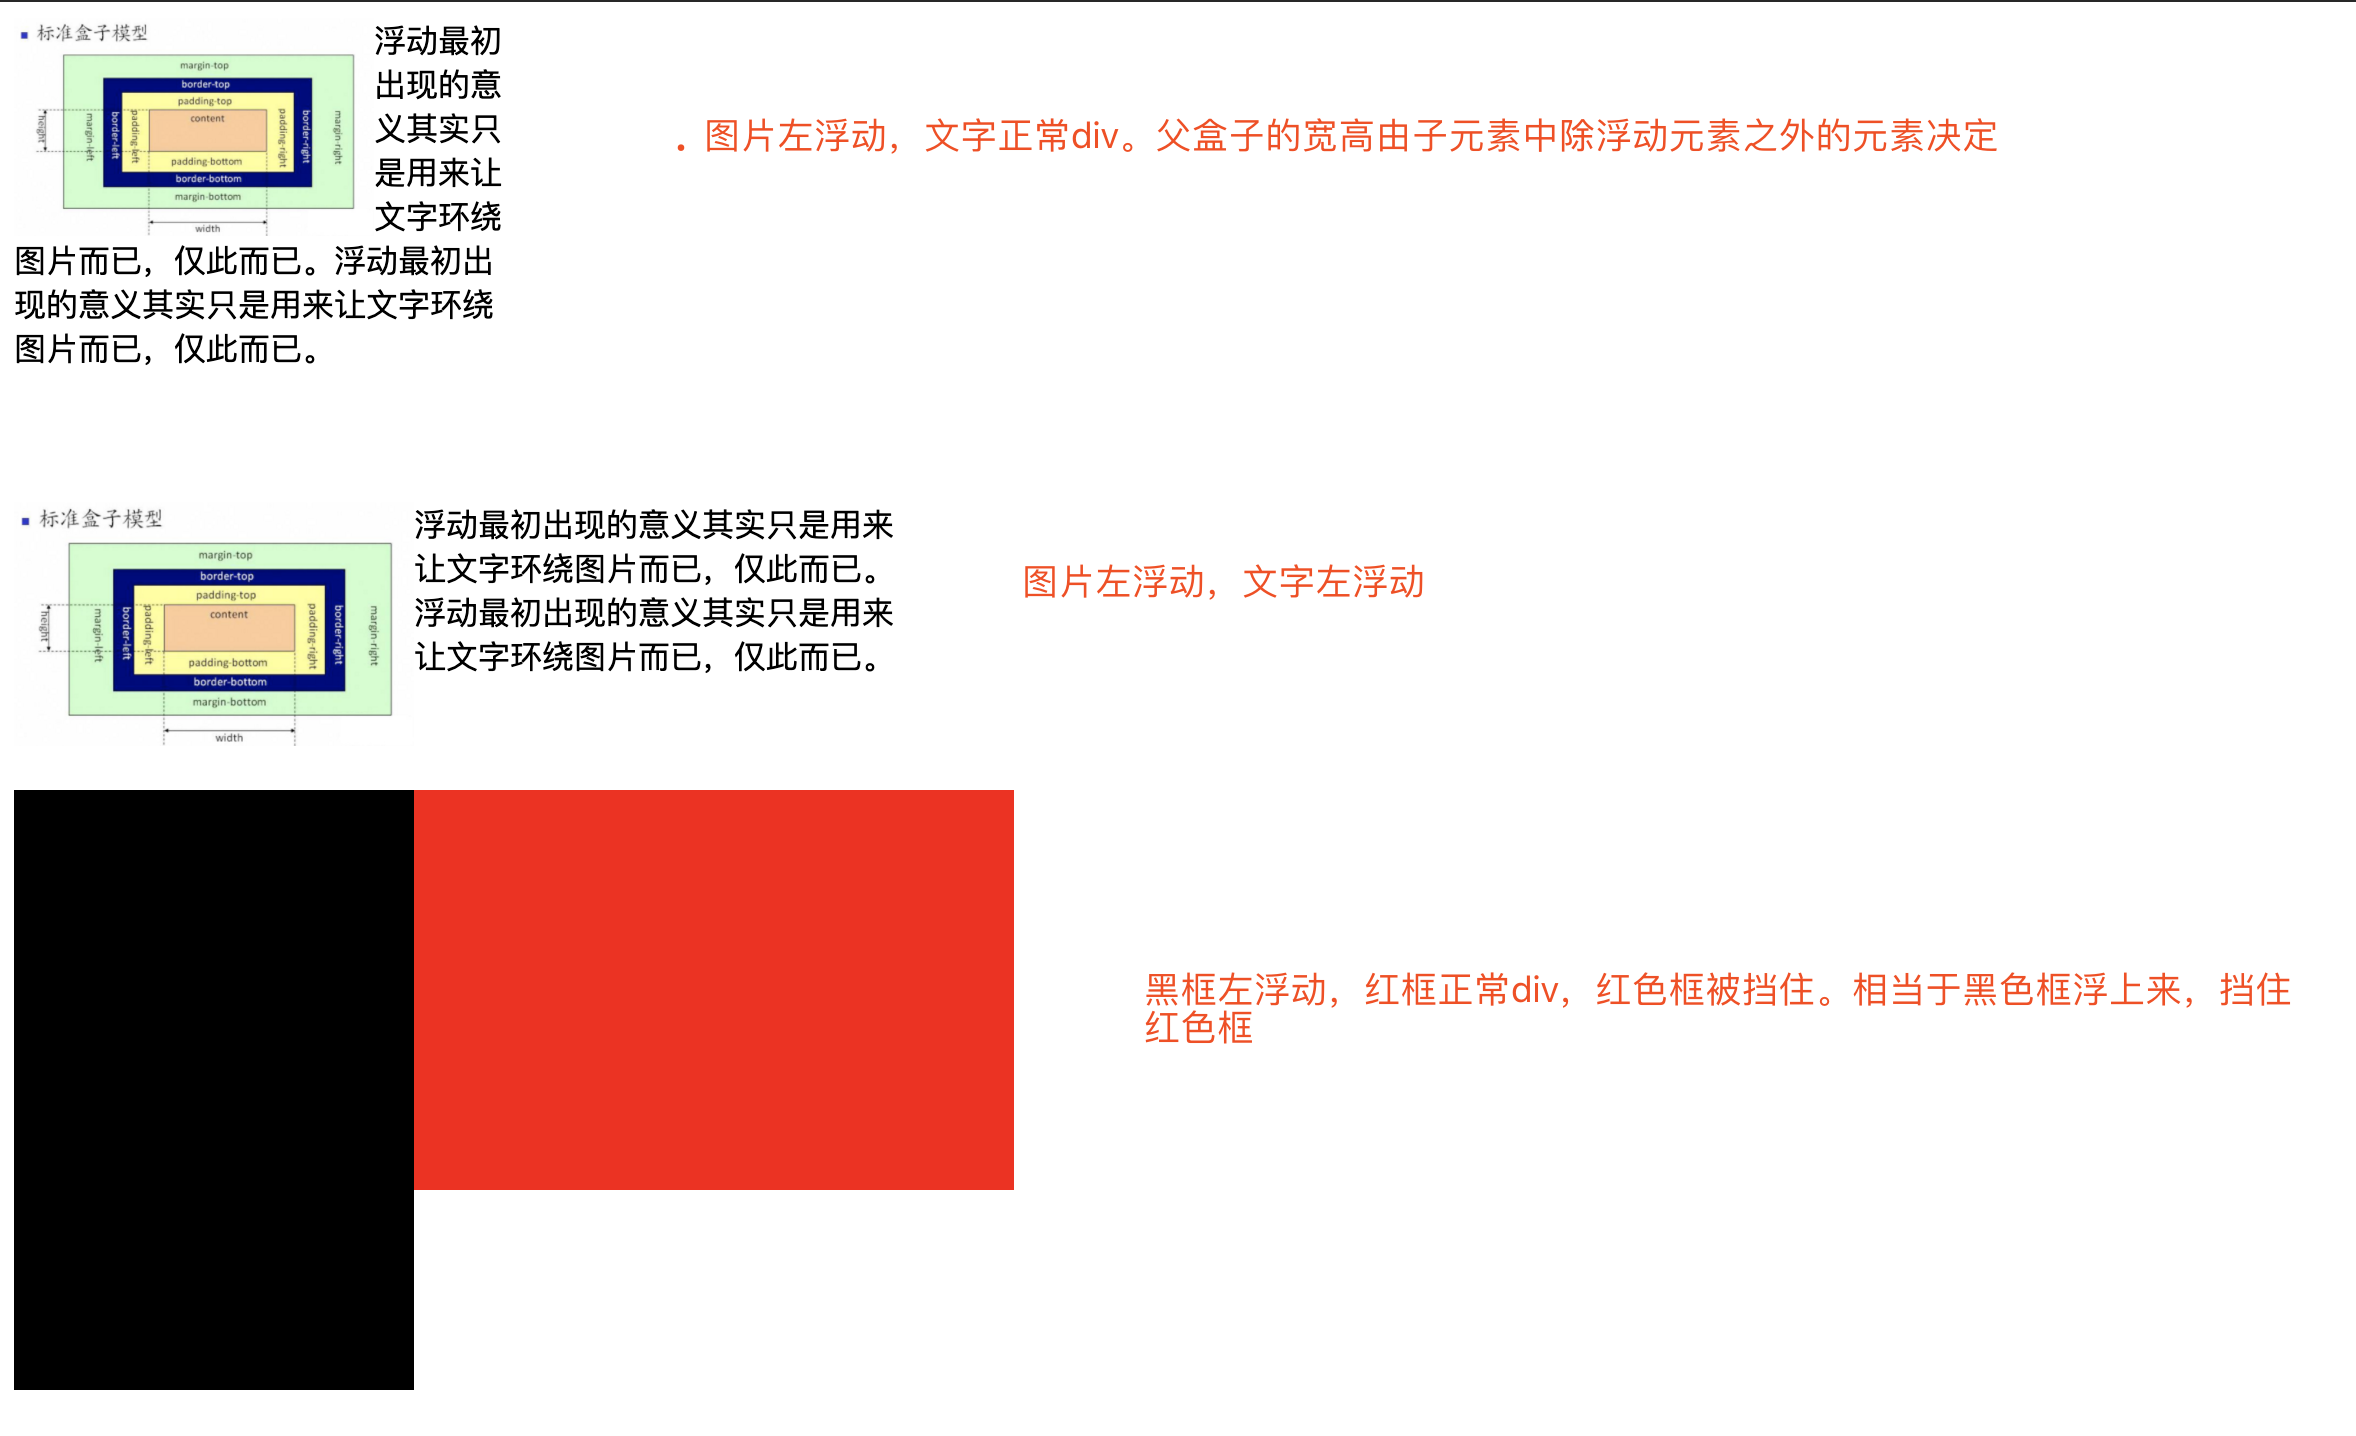 ▪ 标准盒子模型
margin-top
border-top
padding-top
content
height
margin-left
border-left
padding-left
padding-right
border-right
margin-right
padding-bottom
border-bottom
margin-bottom
width
浮动最初
出现的意
义其实只
是用来让
文字环绕
图片而已，仅此而已。浮动最初出
现的意义其实只是用来让文字环绕
图片而已，仅此而已。
. 图片左浮动，文字正常div。父盒子的宽高由子元素中除浮动元素之外的元素决定
▪ 标准盒子模型
margin-top
border-top
padding-top
content
height
margin-left
border-left
padding-left
padding-right
border-right
margin-right
padding-bottom
border-bottom
margin-bottom
width
浮动最初出现的意义其实只是用来
让文字环绕图片而已，仅此而已。
浮动最初出现的意义其实只是用来
让文字环绕图片而已，仅此而已。
图片左浮动，文字左浮动
黑框左浮动，红框正常div，红色框被挡住。相当于黑色框浮上来，挡住
红色框